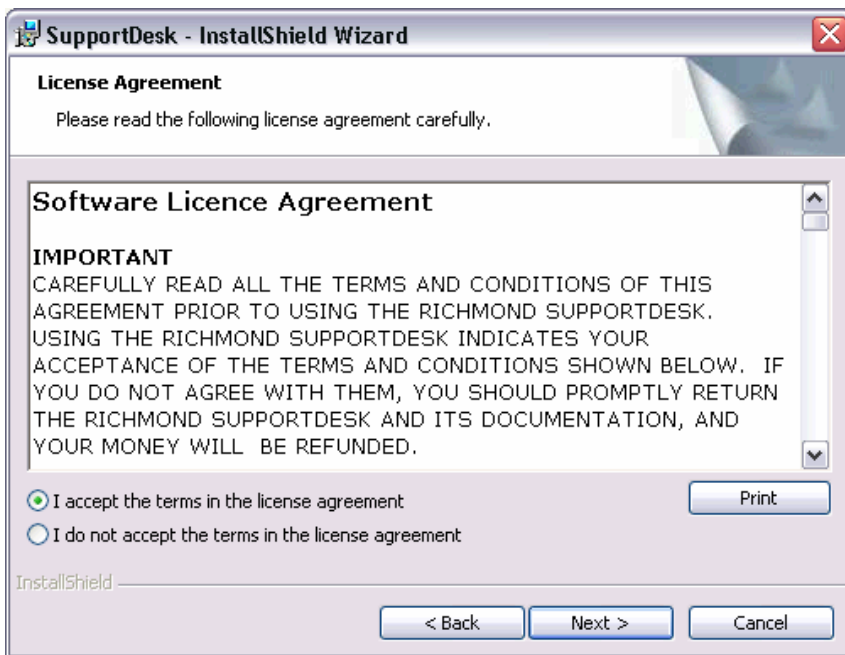 SupportDesk - InstallShield Wizard
License Agreement
Please read the following license agreement carefully.
Software Licence Agreement
IMPORTANT
CAREFULLY READ ALL THE TERMS AND CONDITIONS OF THIS
AGREEMENT PRIOR TO USING THE RICHMOND SUPPORTDESK.
USING THE RICHMOND SUPPORTDESK INDICATES YOUR
ACCEPTANCE OF THE TERMS AND CONDITIONS SHOWN BELOW.  IF
YOU DO NOT AGREE WITH THEM, YOU SHOULD PROMPTLY RETURN
THE RICHMOND SUPPORTDESK AND ITS DOCUMENTATION, AND
YOUR MONEY WILL  BE REFUNDED.
I accept the terms in the license agreement
Print
I do not accept the terms in the license agreement
InstallShield
< Back
Next >
Cancel